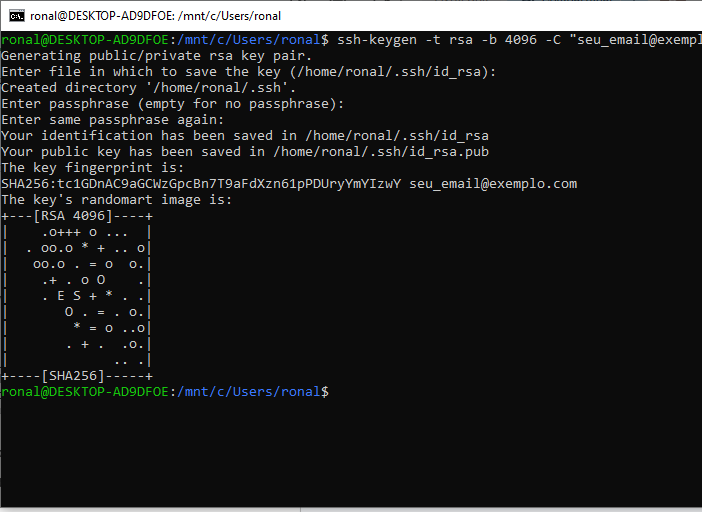 ronal@DESKTOP-AD9DFOE: /mnt/c/Users/ronal
ronal@DESKTOP-AD9DFOE:/mnt/c/Users/ronal$ ssh-keygen -t rsa -b 4096 -C "seu_email@exempl
Generating public/private rsa key pair.
Enter file in which to save the key (/home/ronal/.ssh/id_rsa):
Created directory '/home/ronal/.ssh'.
Enter passphrase (empty for no passphrase):
Enter same passphrase again:
Your identification has been saved in /home/ronal/.ssh/id_rsa
Your public key has been saved in /home/ronal/.ssh/id_rsa.pub
The key fingerprint is:
SHA256:tc1GDnAC9aGCWzGpcBn7T9aFdXzn61pPDUryYmYIzwY seu_email@exemplo.com
The key's randomart image is:
+---[RSA 4096]----+
|    .o+++ o ...  |
|  . oo.o * + .. o|
|   oo.o . = o  o.|
|    .+ . o O    .|
|    . E S + * . .|
|       O . = . o.|
|        * = o ..o|
|       . + .  .o.|
|             .. .|
+----[SHA256]-----+
ronal@DESKTOP-AD9DFOE:/mnt/c/Users/ronal$